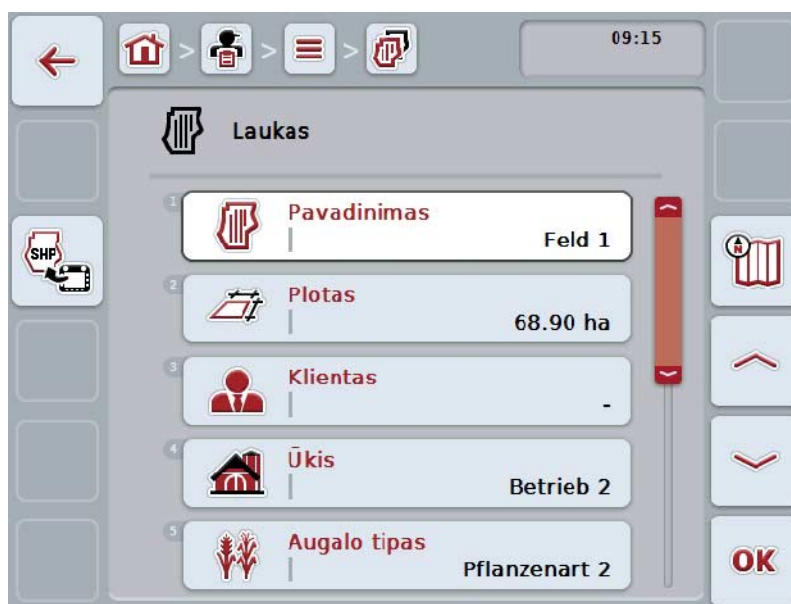 09:15
Laukas
1
Pavadinimas
Feld 1
2
Plotas
68.90 ha
3
Klientas
-
4
Ūkis
Betrieb 2
5
Augalo tipas
Pflanzenart 2
SHP
N
OK